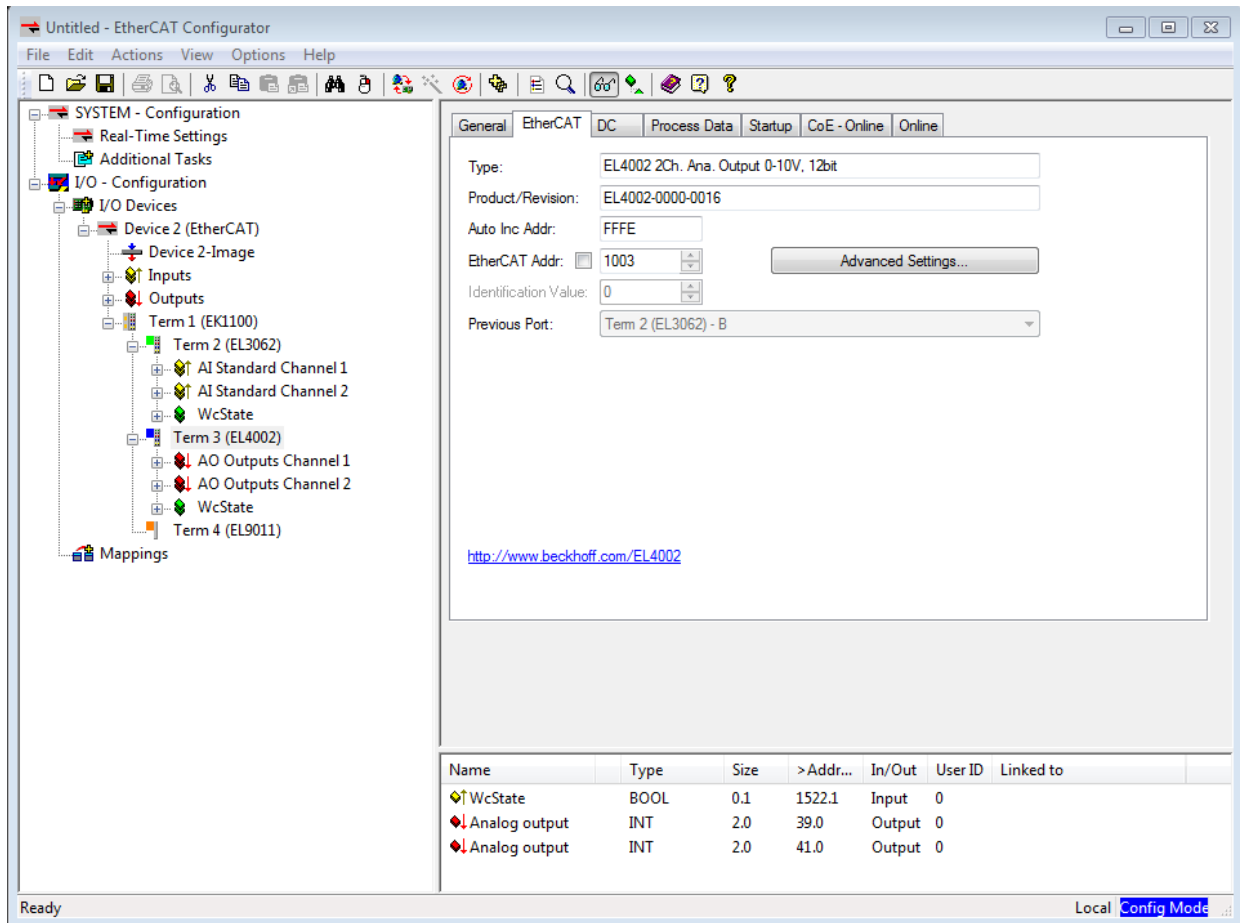 Untitled - EtherCAT Configurator
File Edit Actions View Options Help
SYSTEM - Configuration
Real-Time Settings
Additional Tasks
I/O - Configuration
I/O Devices
Device 2 (EtherCAT)
Device 2-Image
Inputs
Outputs
Term 1 (EK1100)
Term 2 (EL3062)
AI Standard Channel 1
AI Standard Channel 2
WcState
Term 3 (EL4002)
AO Outputs Channel 1
AO Outputs Channel 2
WcState
Term 4 (EL9011)
Mappings
General EtherCAT DC Process Data Startup CoE - Online Online
Type: EL4002 2Ch. Ana. Output 0-10V, 12bit
Product/Revision: EL4002-0000-0016
Auto Inc Addr: FFFE
EtherCAT Addr: 1003 Advanced Settings...
Identification Value: 0
Previous Port: Term 2 (EL3062) - B
http://www.beckhoff.com/EL4002
Name Type Size >Addr... In/Out User ID Linked to
WcState BOOL 0.1 1522.1 Input 0
Analog output INT 2.0 39.0 Output 0
Analog output INT 2.0 41.0 Output 0
Ready Local Config Mode